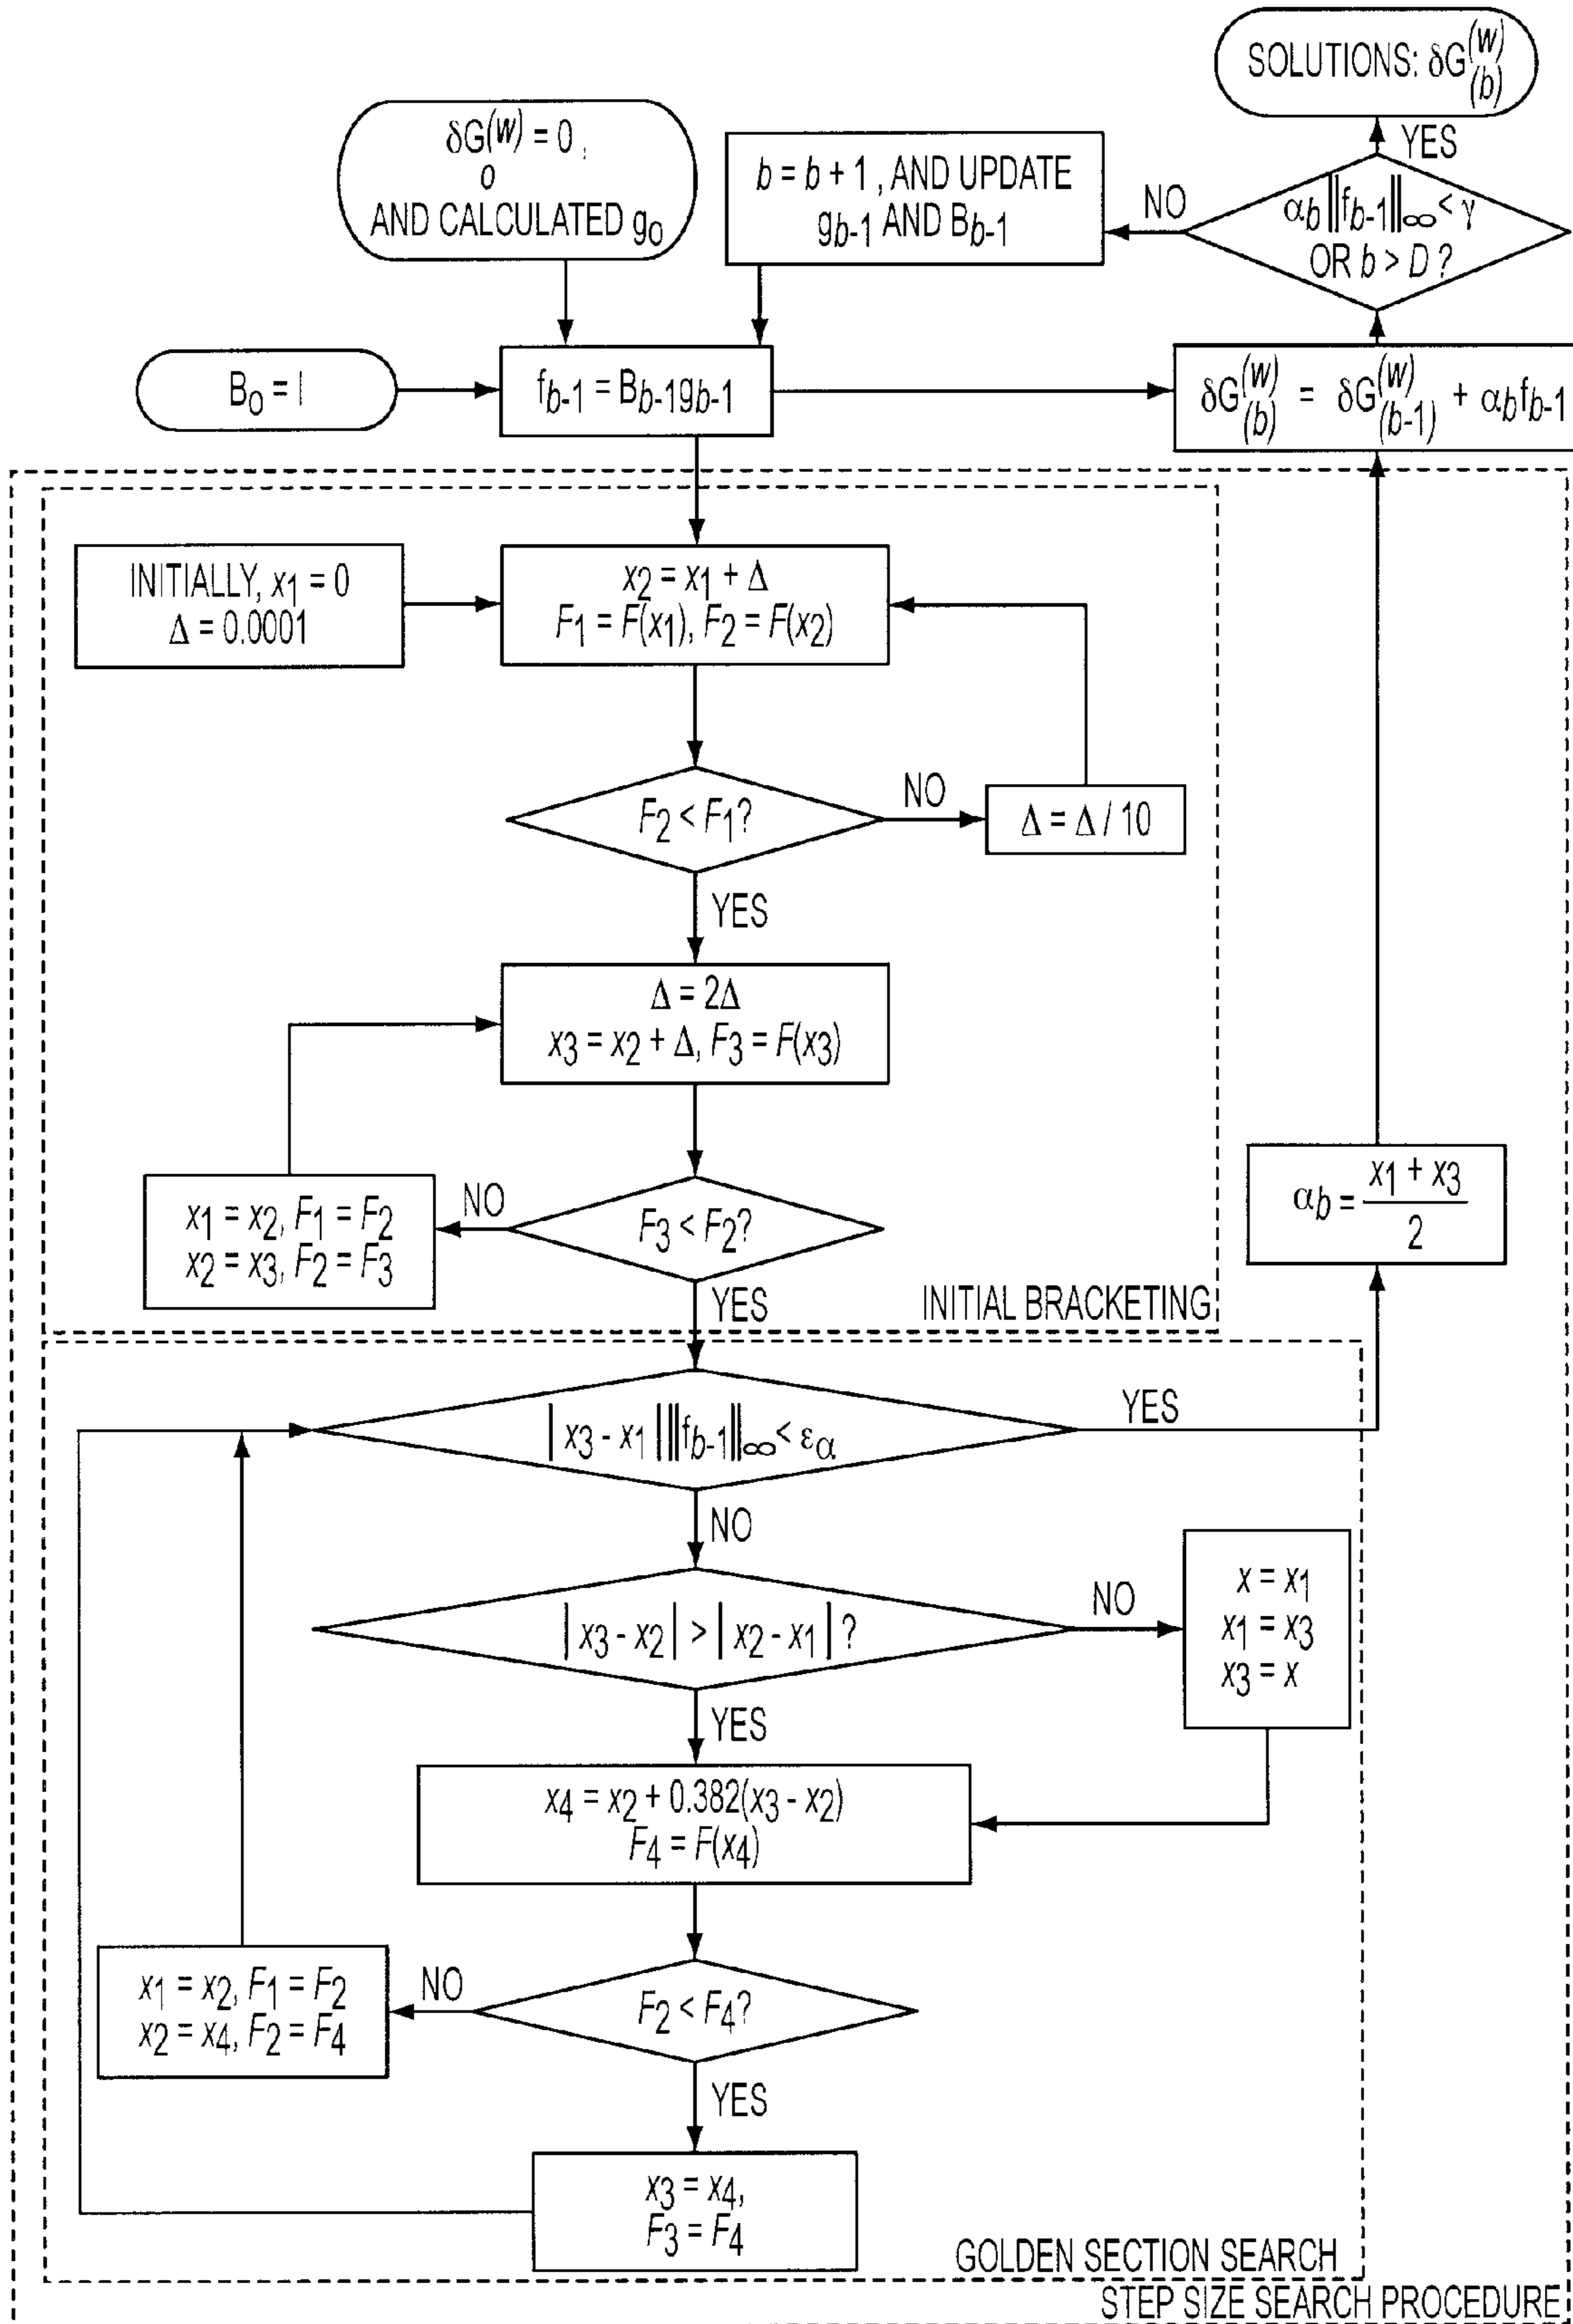 SOLUTIONS: δG(w)(b)
δG(w) = 0 ,
o
AND CALCULATED g0
b = b + 1 , AND UPDATE
gb-1 AND Bb-1
NO
YES
αb||fb-1||∞ < γ
OR b > D ?
B0 = I
fb-1 = Bb-1gb-1
δG(w)(b) = δG(w)(b-1) + αbfb-1
INITIALLY, x1 = 0
Δ = 0.0001
x2 = x1 + Δ
F1 = F(x1), F2 = F(x2)
F2 < F1?
NO
Δ = Δ / 10
YES
Δ = 2Δ
x3 = x2 + Δ, F3 = F(x3)
x1 = x2, F1 = F2
x2 = x3, F2 = F3
NO
F3 < F2?
YES
INITIAL BRACKETING
αb = x1 + x3
2
|x3 - x1| ||fb-1||∞ < εα
YES
NO
|x3 - x2| > |x2 - x1| ?
NO
x = x1
x1 = x3
x3 = x
YES
x4 = x2 + 0.382(x3 - x2)
F4 = F(x4)
x1 = x2, F1 = F2
x2 = x4, F2 = F4
NO
F2 < F4?
YES
x3 = x4,
F3 = F4
GOLDEN SECTION SEARCH
STEP SIZE SEARCH PROCEDURE